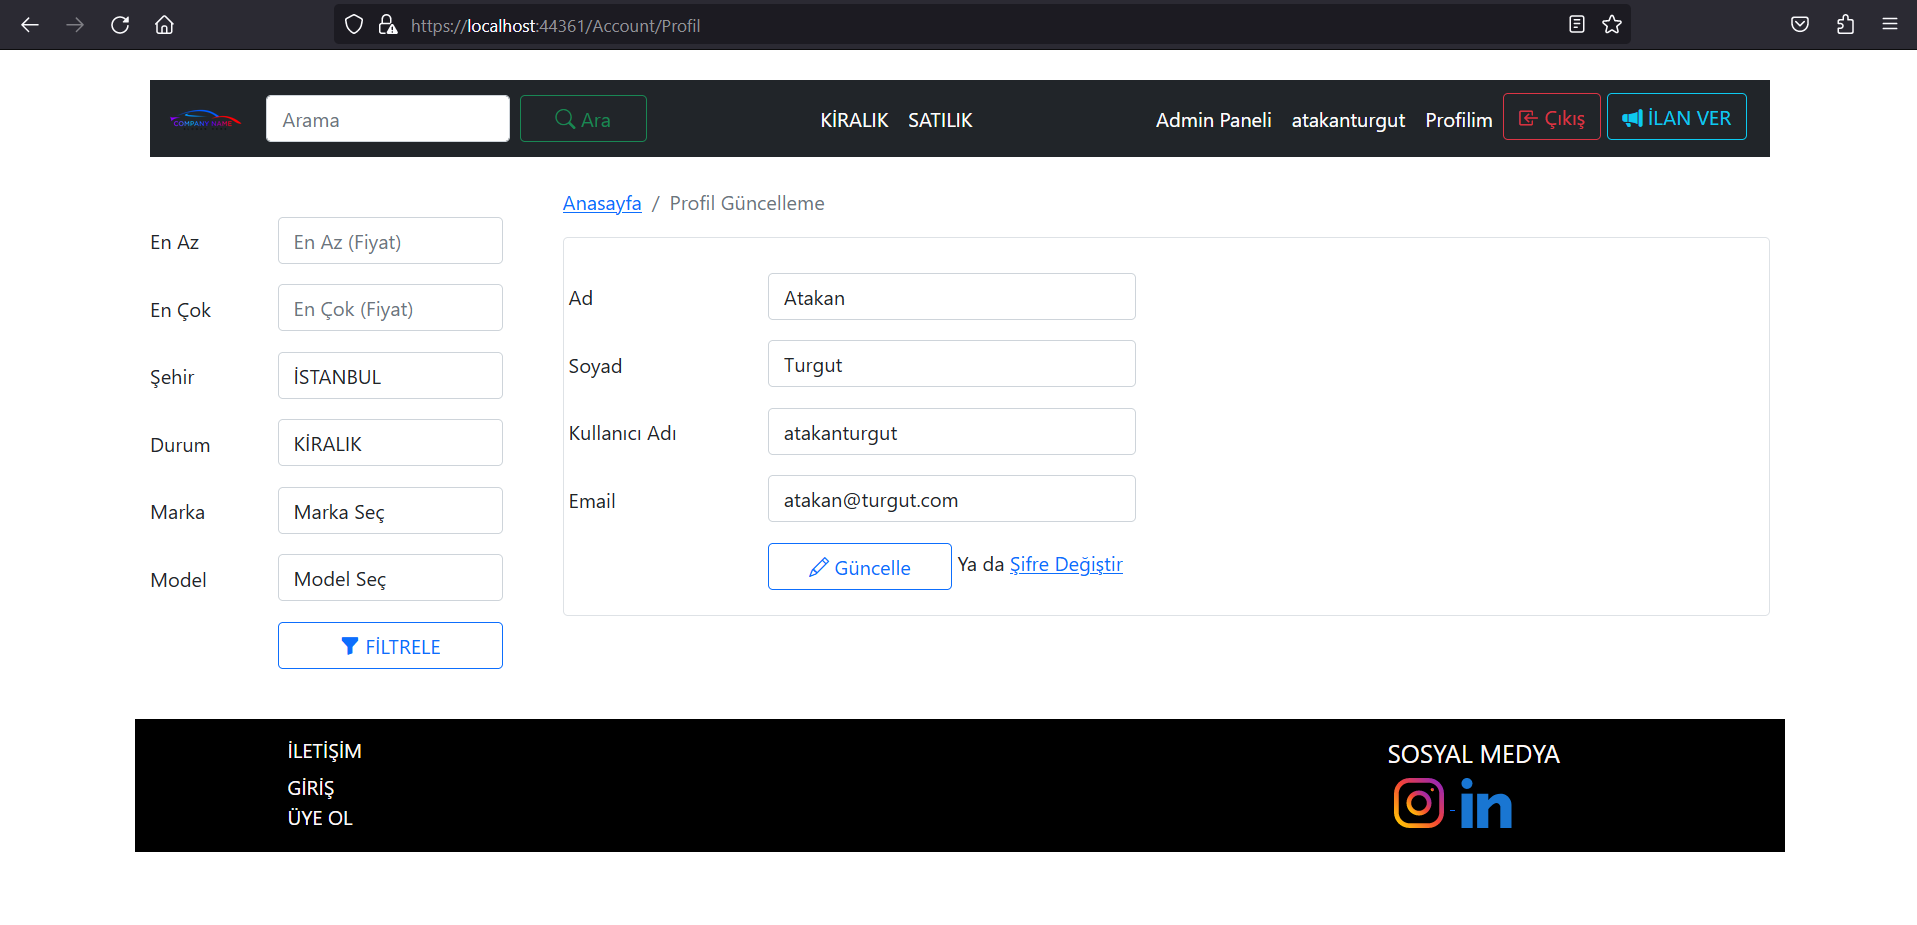 https://localhost:44361/Account/Profil
COMPANY NAME
Arama
Ara
KİRALIK
SATILIK
Admin Paneli
atakanturgut
Profilim
Çıkış
İLAN VER
Anasayfa / Profil Güncelleme
En Az
En Az (Fiyat)
En Çok
En Çok (Fiyat)
Şehir
İSTANBUL
Durum
KİRALIK
Marka
Marka Seç
Model
Model Seç
FİLTRELE
Ad
Atakan
Soyad
Turgut
Kullanıcı Adı
atakanturgut
Email
atakan@turgut.com
Güncelle
Ya da Şifre Değiştir
İLETİŞİM
GİRİŞ
ÜYE OL
SOSYAL MEDYA
in